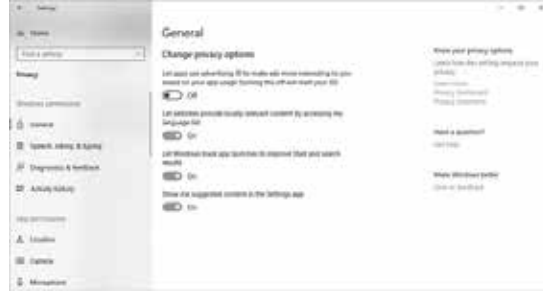 Settings
Home
Find a setting
Privacy
Windows permissions
General
Speech, inking & typing
Diagnostics & feedback
Activity history
App permissions
Location
Camera
Microphone
General
Change privacy options
Let apps use advertising ID to make ads more interesting to you
based on your app usage (turning this off will reset your ID)
Off
Let websites provide locally relevant content by accessing my
language list
On
Let Windows track app launches to improve Start and search
results
On
Show me suggested content in the Settings app
On
Know your privacy options
Learn how this setting impacts your
privacy.
Learn more
Privacy dashboard
Privacy statement
Have a question?
Get help
Make Windows better
Give us feedback